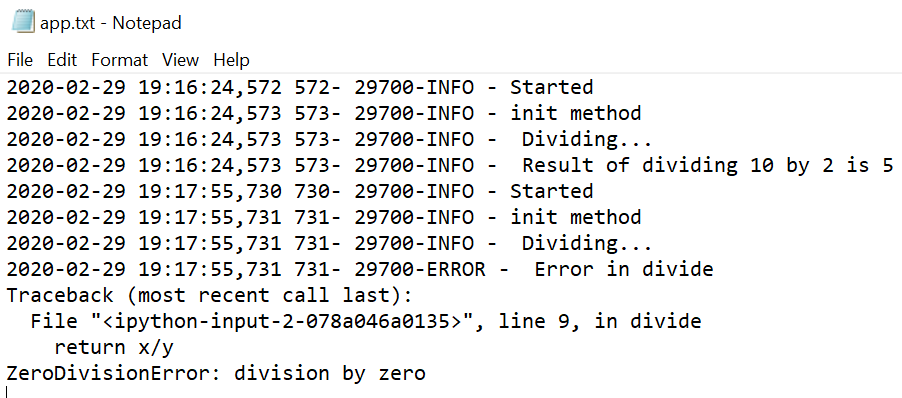 app.txt - Notepad
File Edit Format View Help
2020-02-29 19:16:24,572 572- 29700-INFO - Started
2020-02-29 19:16:24,573 573- 29700-INFO - init method
2020-02-29 19:16:24,573 573- 29700-INFO -  Dividing...
2020-02-29 19:16:24,573 573- 29700-INFO -  Result of dividing 10 by 2 is 5
2020-02-29 19:17:55,730 730- 29700-INFO - Started
2020-02-29 19:17:55,731 731- 29700-INFO - init method
2020-02-29 19:17:55,731 731- 29700-INFO -  Dividing...
2020-02-29 19:17:55,731 731- 29700-ERROR -  Error in divide
Traceback (most recent call last):
  File "<ipython-input-2-078a046a0135>", line 9, in divide
    return x/y
ZeroDivisionError: division by zero